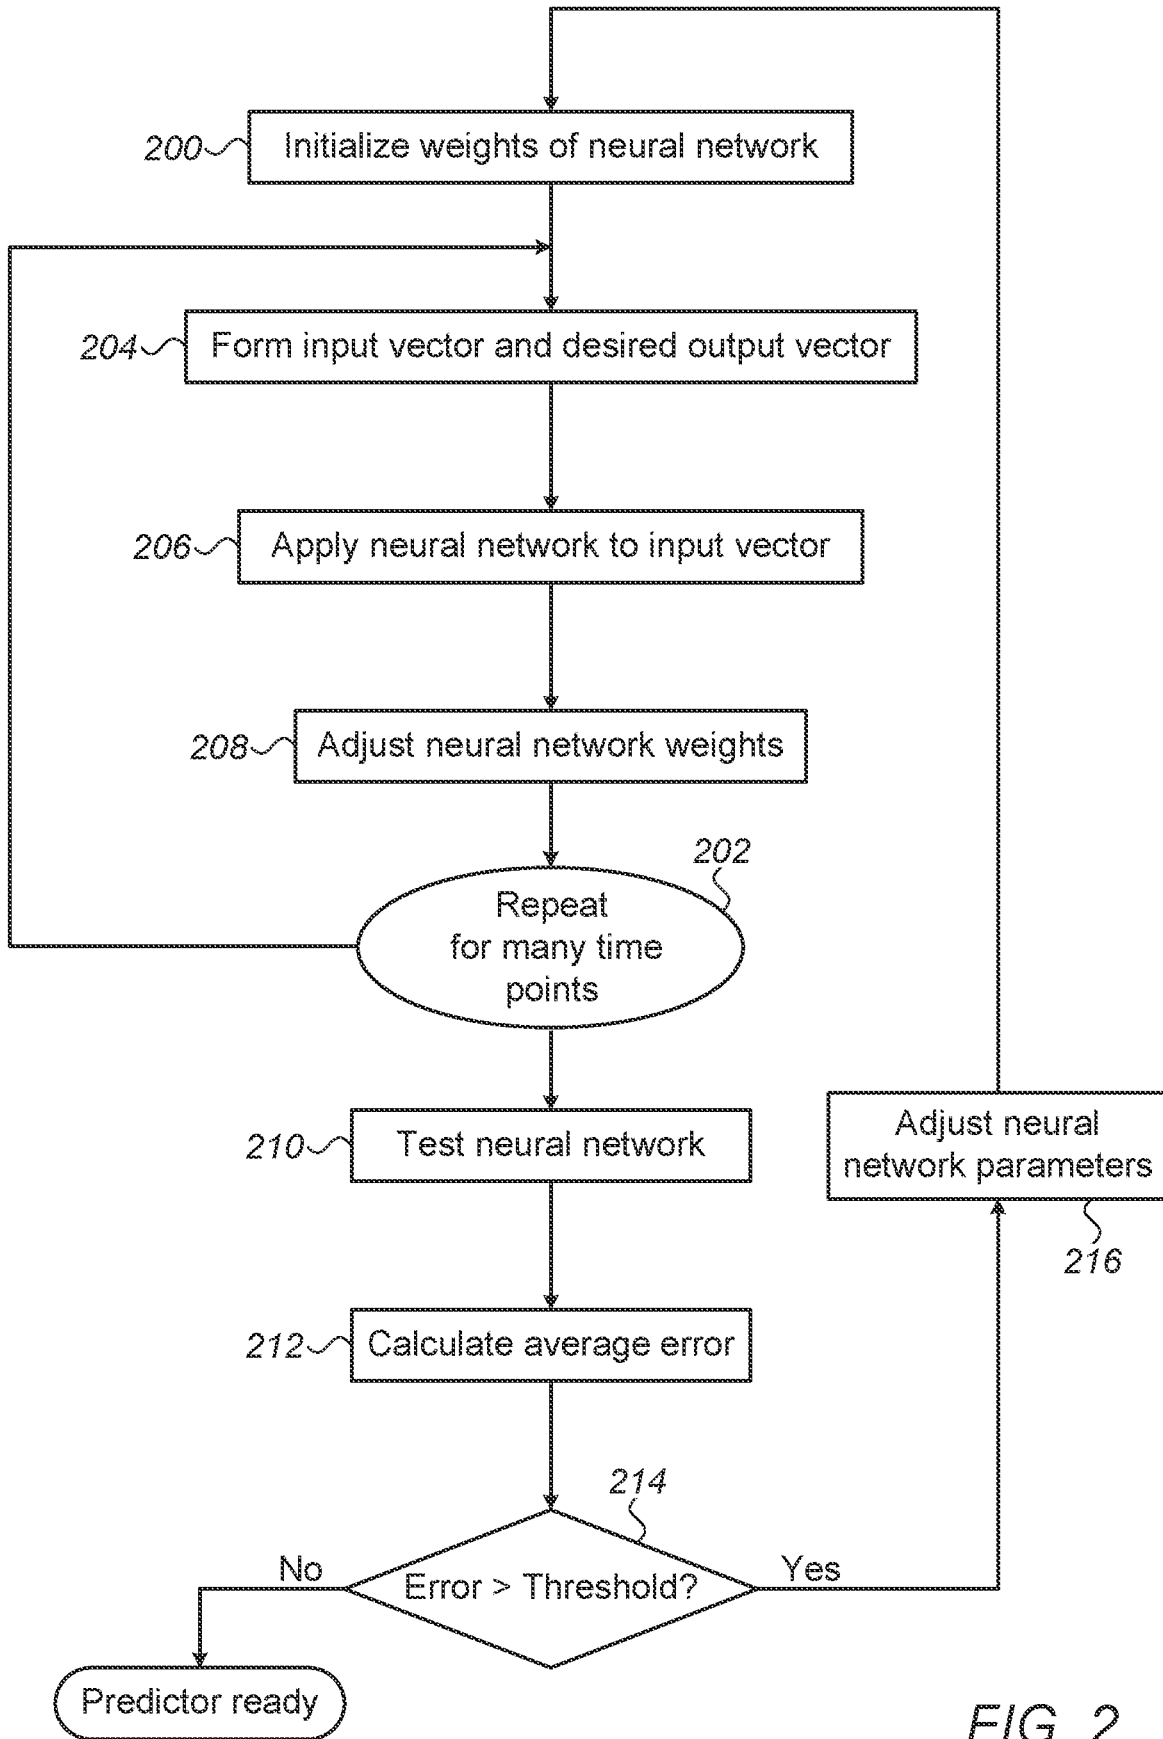 200
Initialize weights of neural network
204
Form input vector and desired output vector
206
Apply neural network to input vector
208
Adjust neural network weights
202
Repeat
for many time
points
210
Test neural network
Adjust neural
network parameters
216
212
Calculate average error
214
No
Error > Threshold?
Yes
Predictor ready
FIG. 2